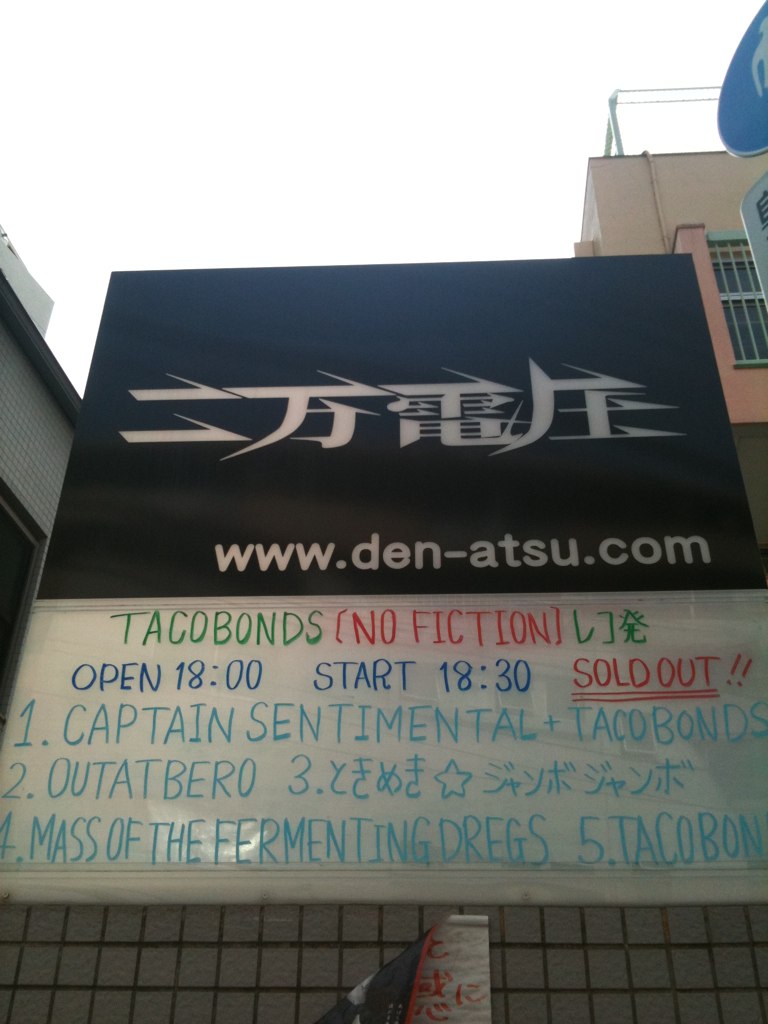 二万電圧
www.den-atsu.com
TACOBONDS [NO FICTION] レコ発
OPEN 18:00 START 18:30 SOLD OUT!!
1. CAPTAIN SENTIMENTAL + TACOBONDS
2. OUTATBERO 3. ときめき☆ジャンボジャンボ
4. MASS OF THE FERMENTING DREGS 5. TACOBON